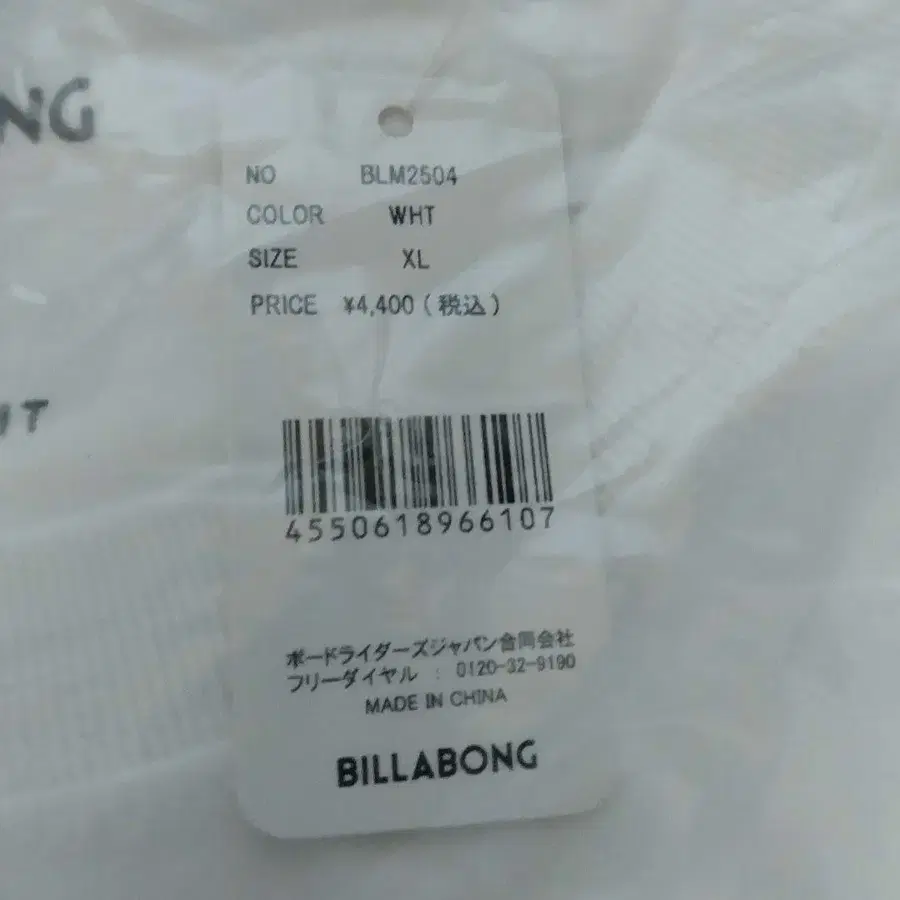 NG
NO BLM2504
COLOR WHT
SIZE XL
PRICE ¥4,400(税込)
IT
4550618966107
ボードライダーズジャパン合同会社
フリーダイヤル : 0120-32-9190
MADE IN CHINA
BILLABONG